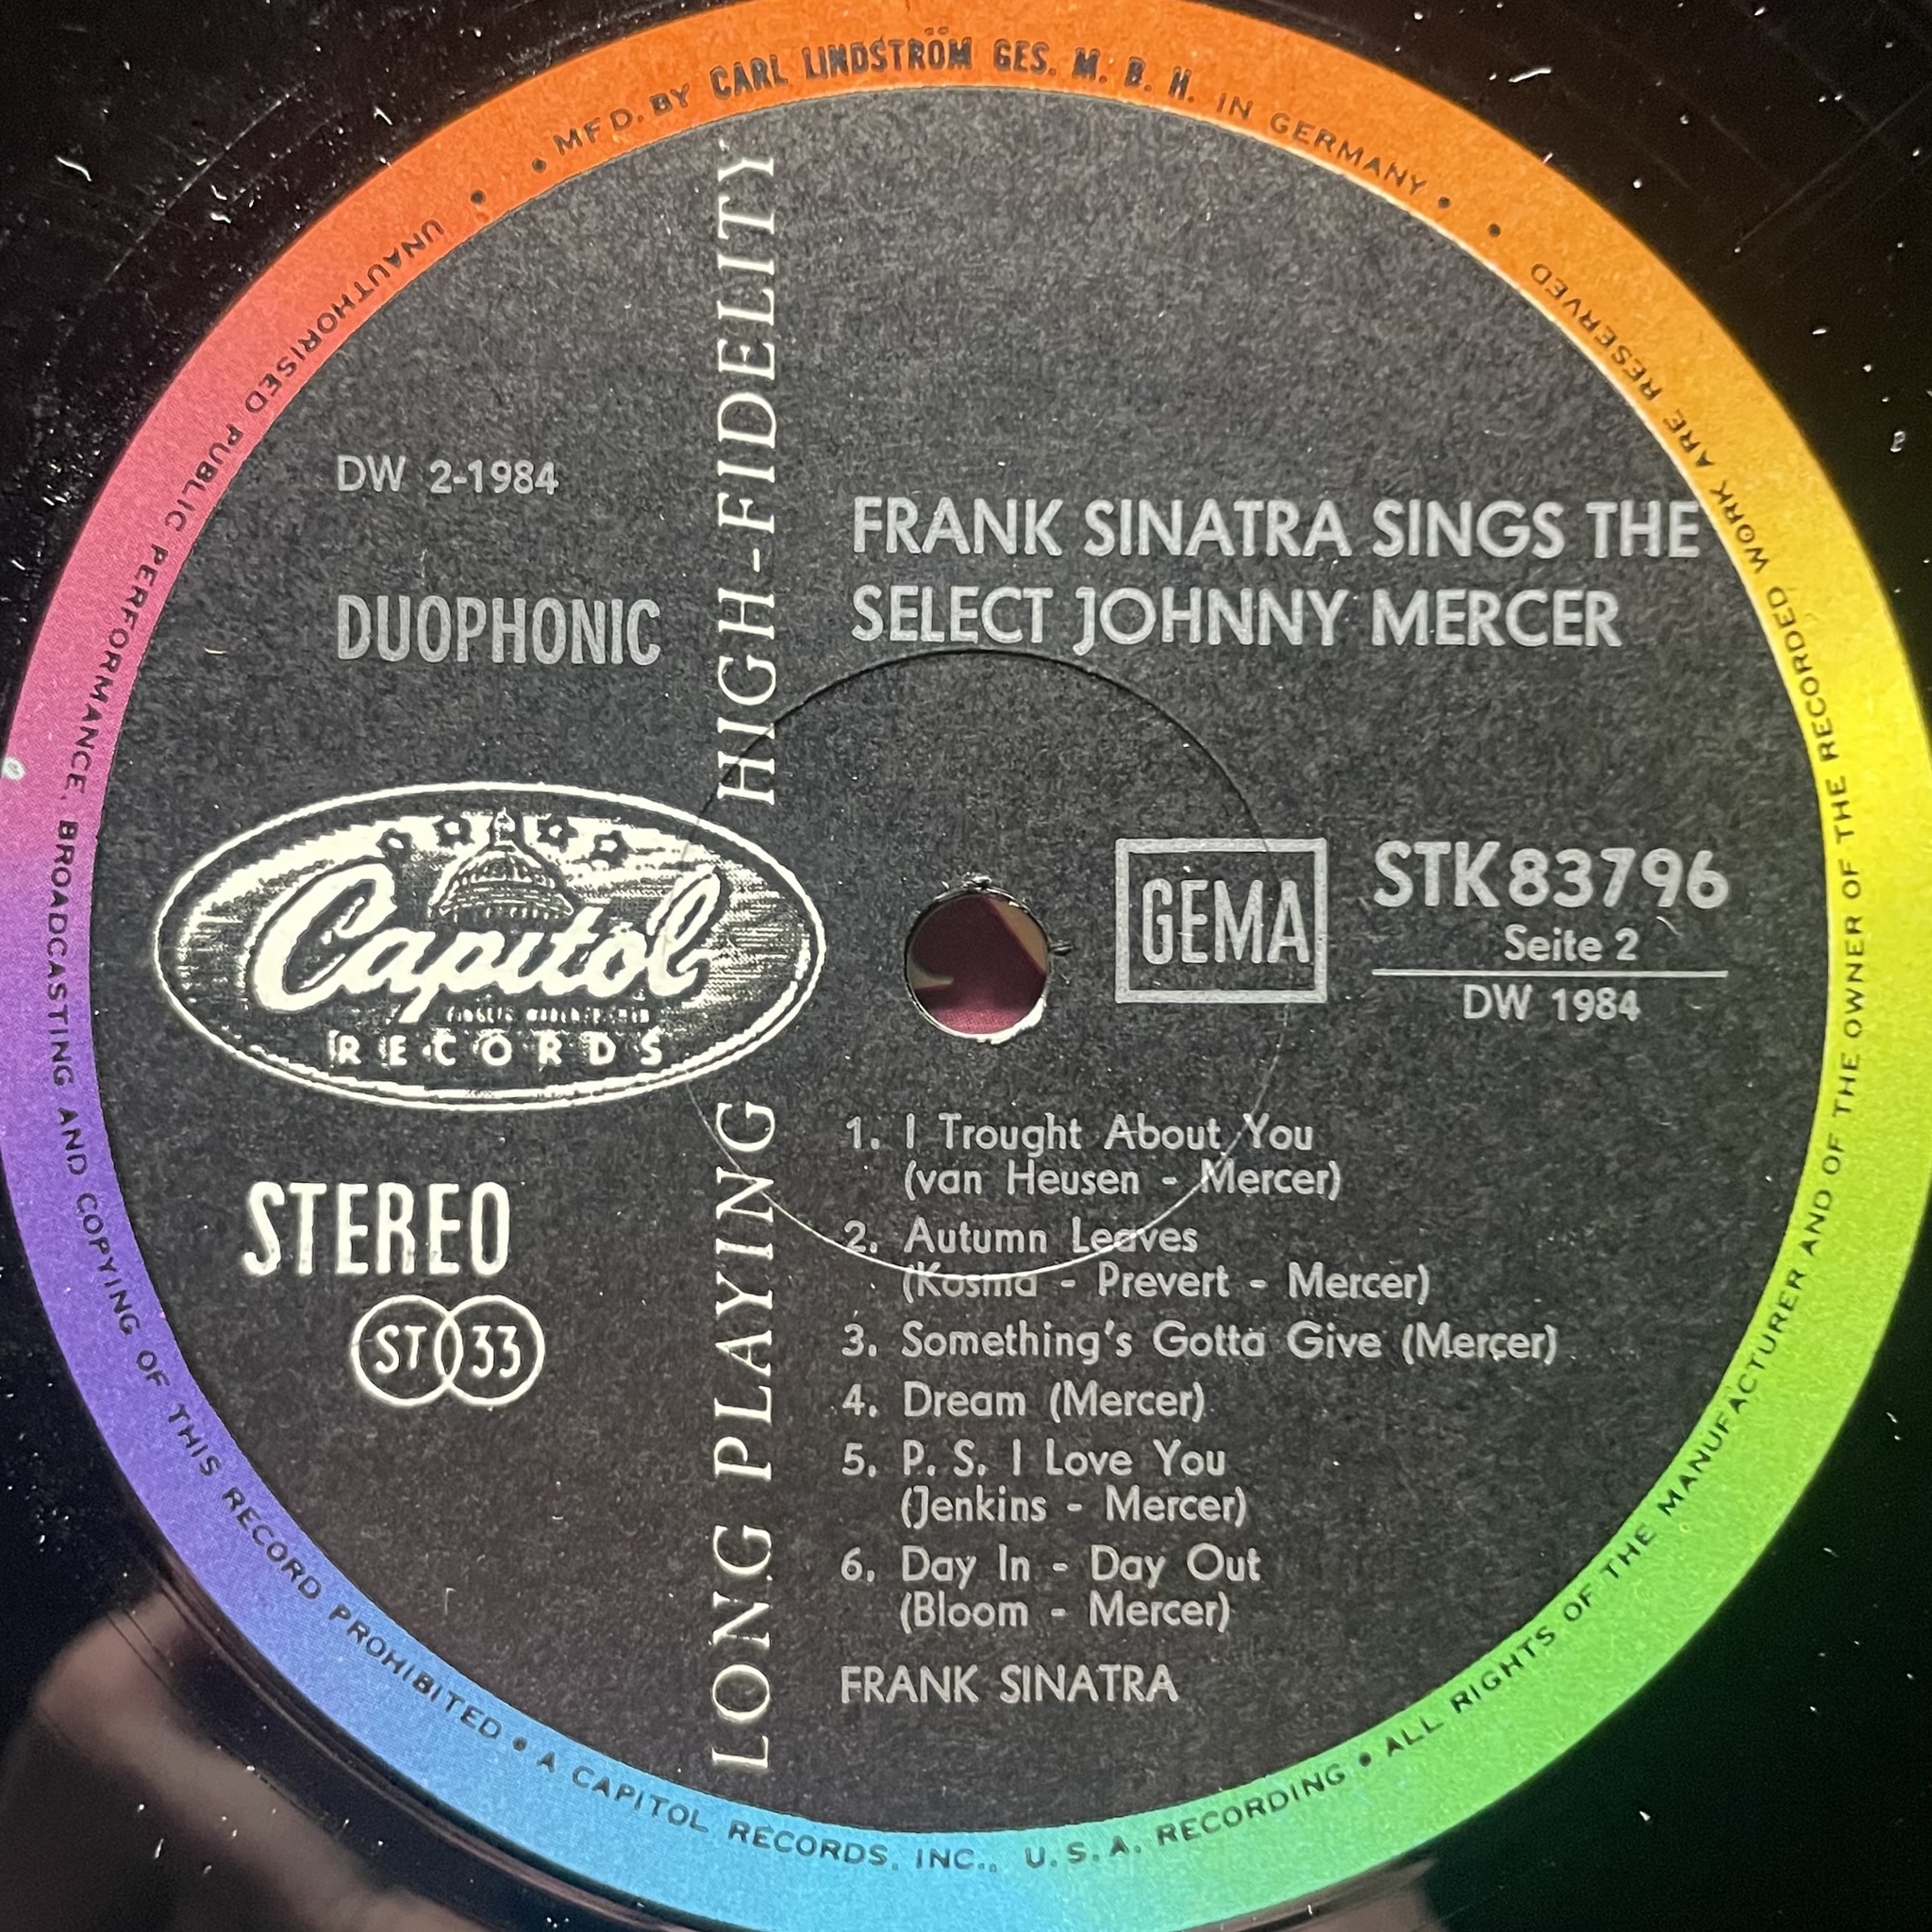 • MFD. BY CARL LINDSTRÖM GES. M. B. H. IN GERMANY •
• ALL RIGHTS OF THE MANUFACTURER AND OF THE OWNER OF THE RECORDED WORK ARE RESERVED •
UNAUTHORISED PUBLIC PERFORMANCE, BROADCASTING AND COPYING OF THIS RECORD PROHIBITED • A CAPITOL RECORDS, INC., U.S.A. RECORDING
LONG PLAYING HIGH-FIDELITY
DW 2-1984
DUOPHONIC
FRANK SINATRA SINGS THE
SELECT JOHNNY MERCER
Capitol
RECORDS
GEMA
STK 83796
Seite 2
DW 1984
STEREO
ST 33
1. I Trought About You
(van Heusen - Mercer)
2. Autumn Leaves
(Kosma - Prevert - Mercer)
3. Something's Gotta Give (Mercer)
4. Dream (Mercer)
5. P. S. I Love You
(Jenkins - Mercer)
6. Day In - Day Out
(Bloom - Mercer)
FRANK SINATRA